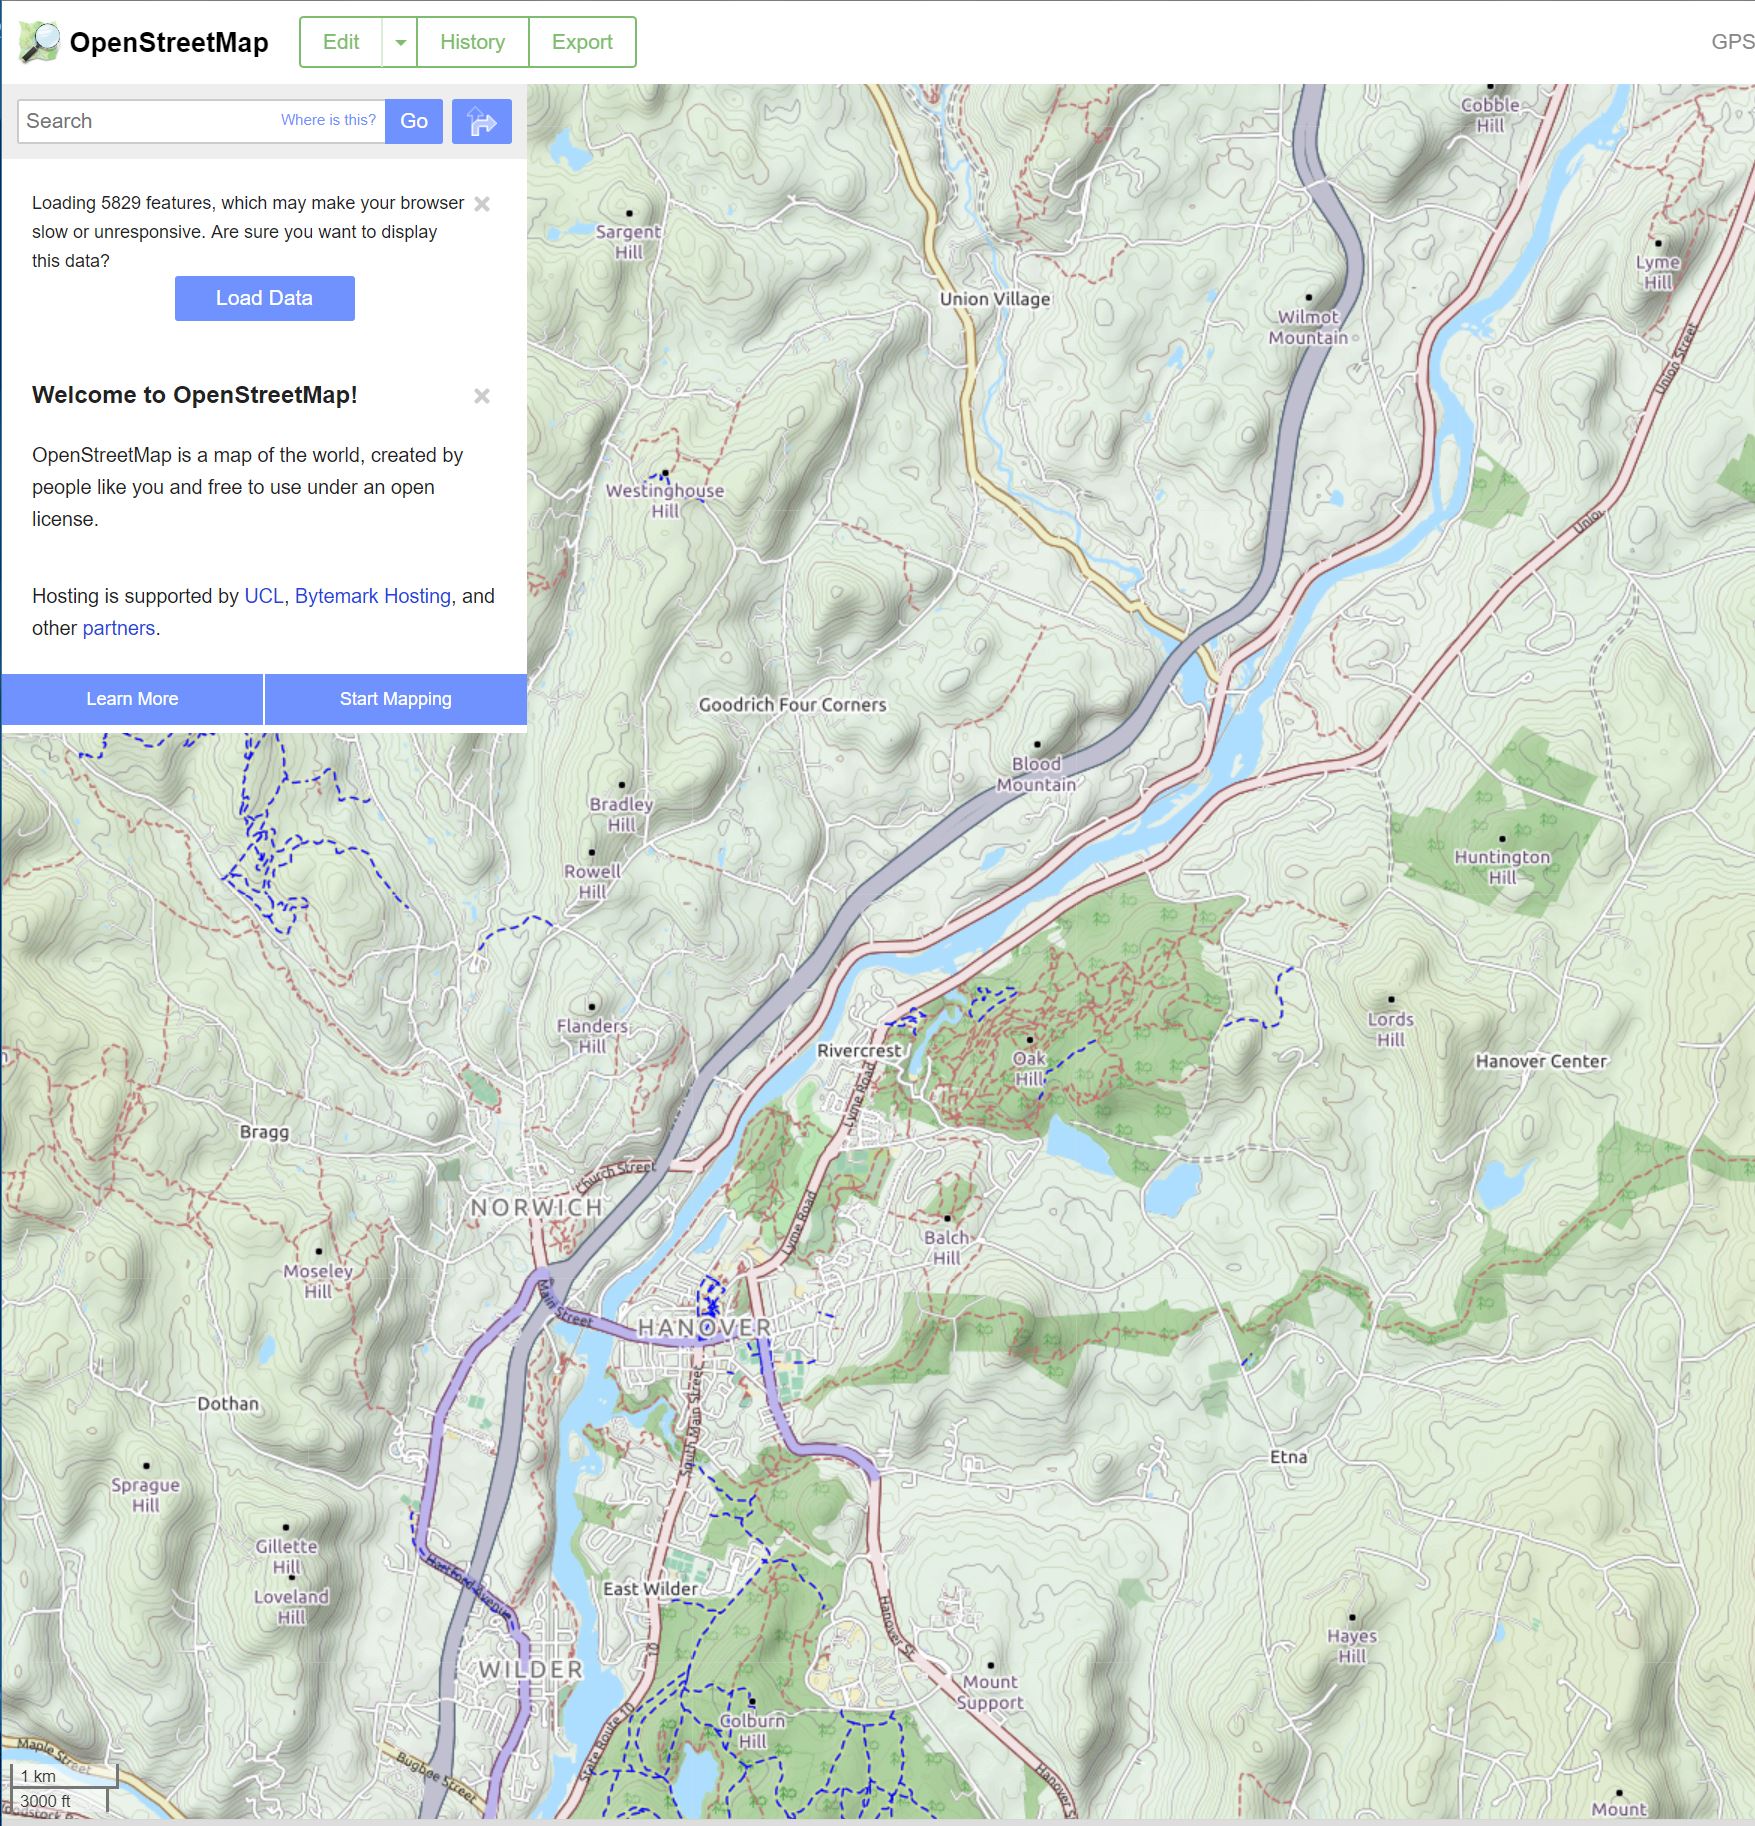 OpenStreetMap
Edit
History
Export
GPS
Search
Where is this?
Go
Loading 5829 features, which may make your browser
slow or unresponsive. Are sure you want to display
this data?
Load Data
Welcome to OpenStreetMap!
OpenStreetMap is a map of the world, created by
people like you and free to use under an open
license.
Hosting is supported by UCL, Bytemark Hosting, and
other partners.
Learn More
Start Mapping
Cobble
Hill
Sargent
Hill
Lyme
Hill
Union Village
Wilmot
Mountain
Union Street
Westinghouse
Hill
Goodrich Four Corners
Blood
Mountain
Bradley
Hill
Rowell
Hill
Huntington
Hill
Flanders
Hill
Lords
Hill
Rivercrest
Oak
Hill
Hanover Center
Lyme Road
Bragg
Church Street
NORWICH
Lyme Road
Balch
Hill
Moseley
Hill
Main Street
HANOVER
Dothan
South Main Street
Etna
Sprague
Hill
Gillette
Hill
Loveland
Hill
Hartford Avenue
East Wilder
10
Hanover St
Hayes
Hill
WILDER
Mount
Support
Colburn
Hill
State Route 10
Maple Street
Bugbee Street
1 km
3000 ft
Hanover S
Mount